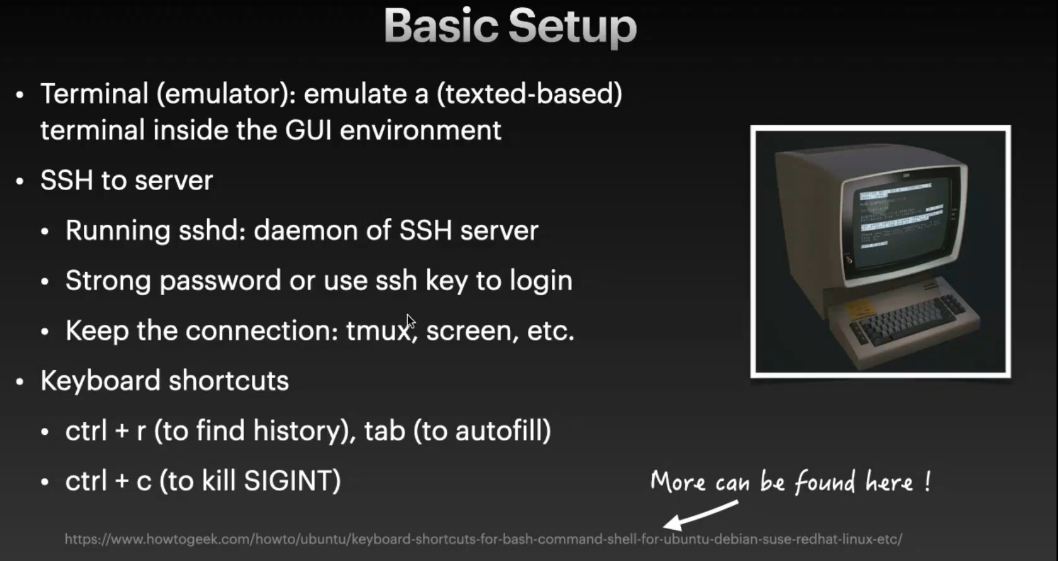 Basic Setup
• Terminal (emulator): emulate a (texted-based)
terminal inside the GUI environment
• SSH to server
• Running sshd: daemon of SSH server
• Strong password or use ssh key to login
• Keep the connection: tmux, screen, etc.
• Keyboard shortcuts
• ctrl + r (to find history), tab (to autofill)
• ctrl + c (to kill SIGINT)
More can be found here !
https://www.howtogeek.com/howto/ubuntu/keyboard-shortcuts-for-bash-command-shell-for-ubuntu-debian-suse-redhat-linux-etc/